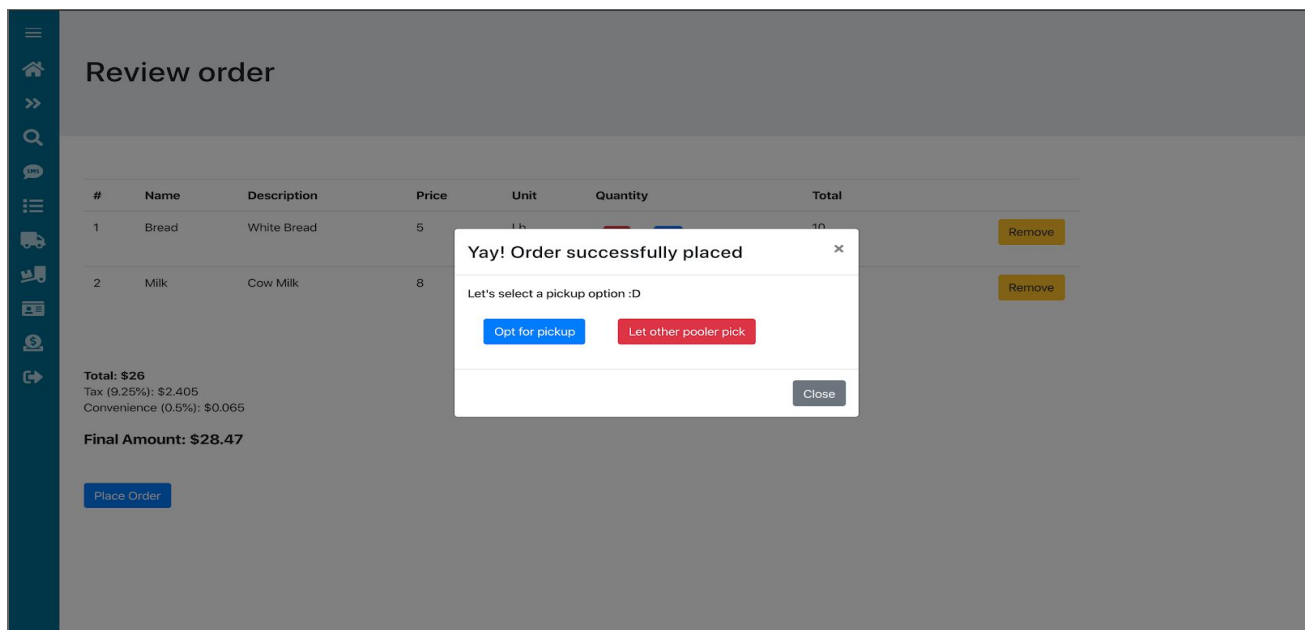 Review order
# Name Description Price Unit Quantity Total
1 Bread White Bread 5 Lb 10 Remove
Yay! Order successfully placed ×
2 Milk Cow Milk 8 Remove
Let's select a pickup option :D
Opt for pickup Let other pooler pick
Total: $26
Tax (9.25%): $2.405
Convenience (0.5%): $0.065
Close
Final Amount: $28.47
Place Order